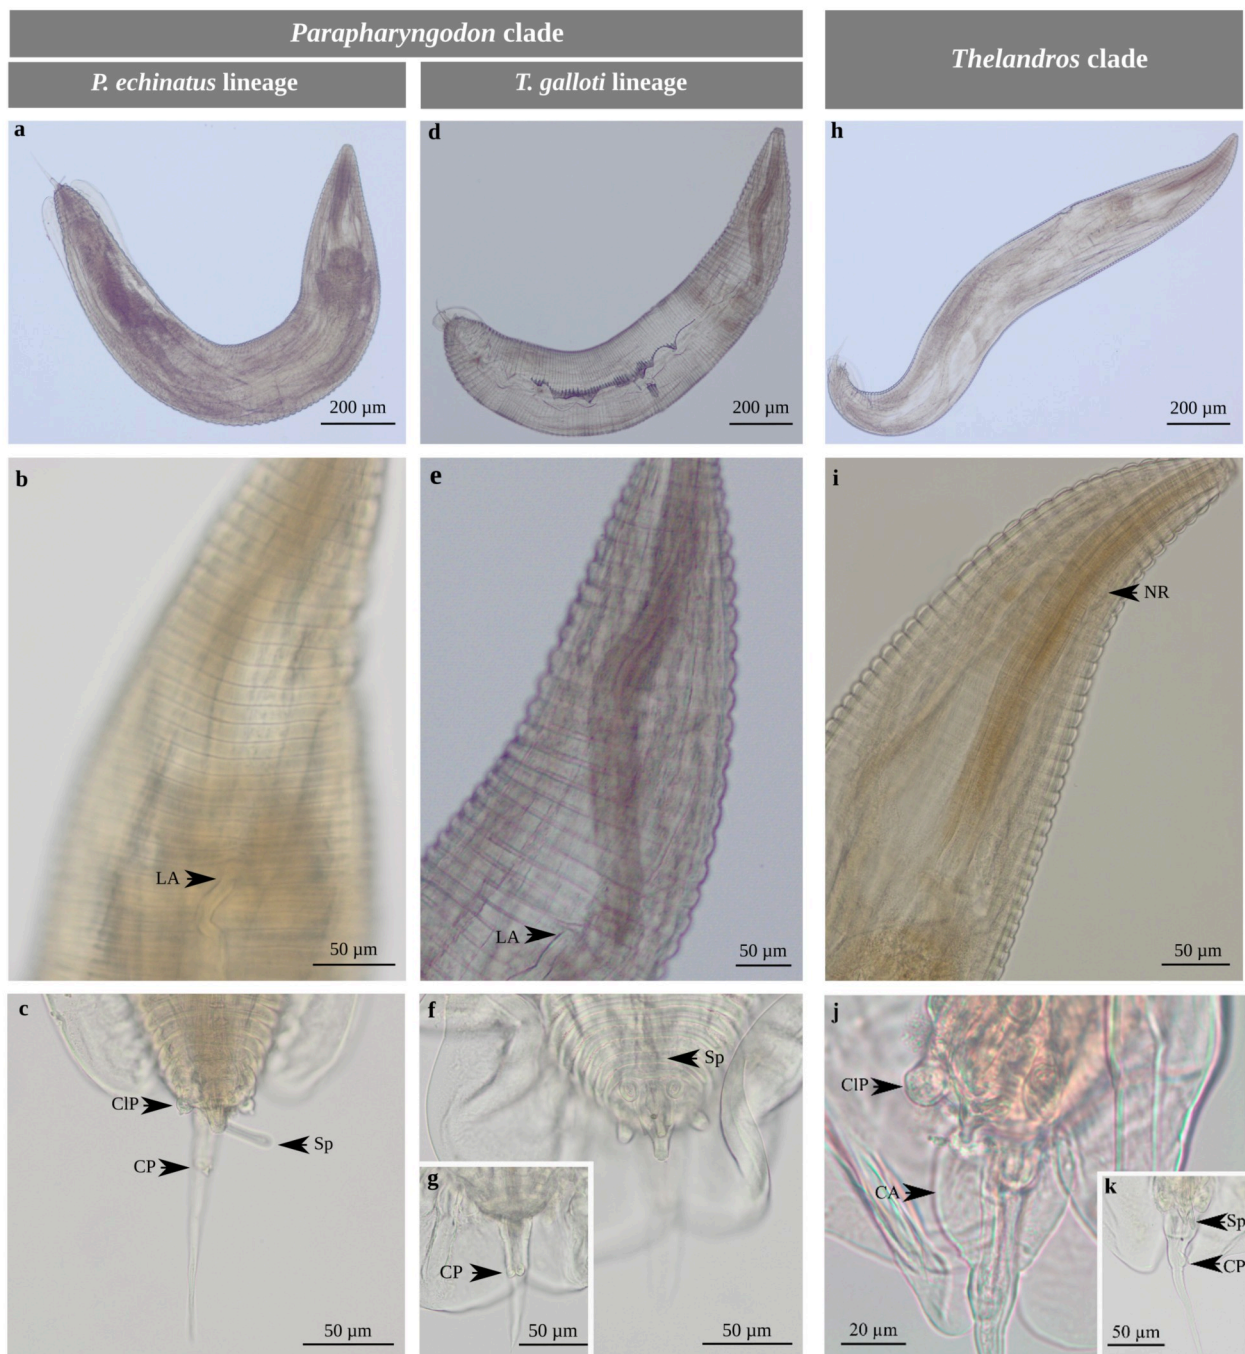 Parapharyngodon clade
Thelandros clade
P. echinatus lineage
T. galloti lineage
a
200 µm
d
200 µm
h
200 µm
b
LA
50 µm
e
LA
50 µm
i
NR
50 µm
c
ClP
Sp
CP
50 µm
f
Sp
g
CP
50 µm
50 µm
j
ClP
CA
20 µm
k
Sp
CP
50 µm